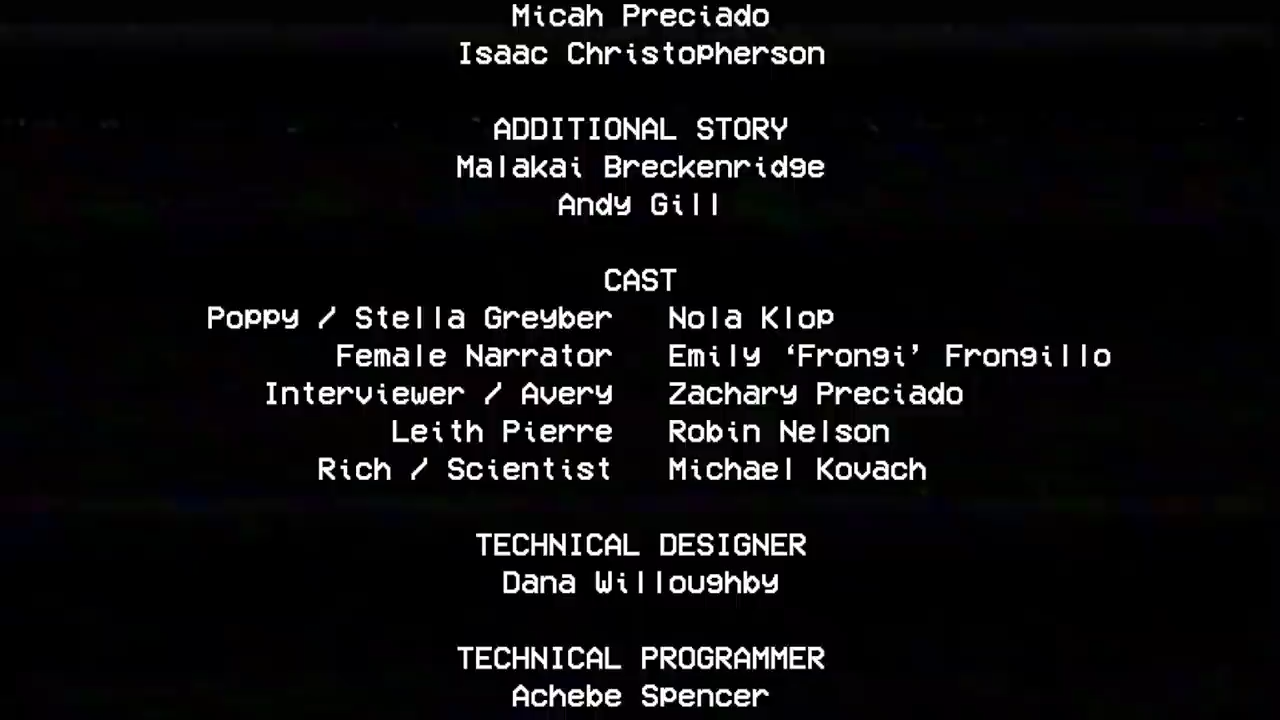 Micah Preciado
Isaac Christopherson
ADDITIONAL STORY
Malakai Breckenridge
Andy Gill
CAST
Poppy / Stella Greyber Nola Klop
Female Narrator Emily ‘Frongi’ Frongillo
Interviewer / Avery Zachary Preciado
Leith Pierre Robin Nelson
Rich / Scientist Michael Kovach
TECHNICAL DESIGNER
Dana Willoughby
TECHNICAL PROGRAMMER
Achebe Spencer